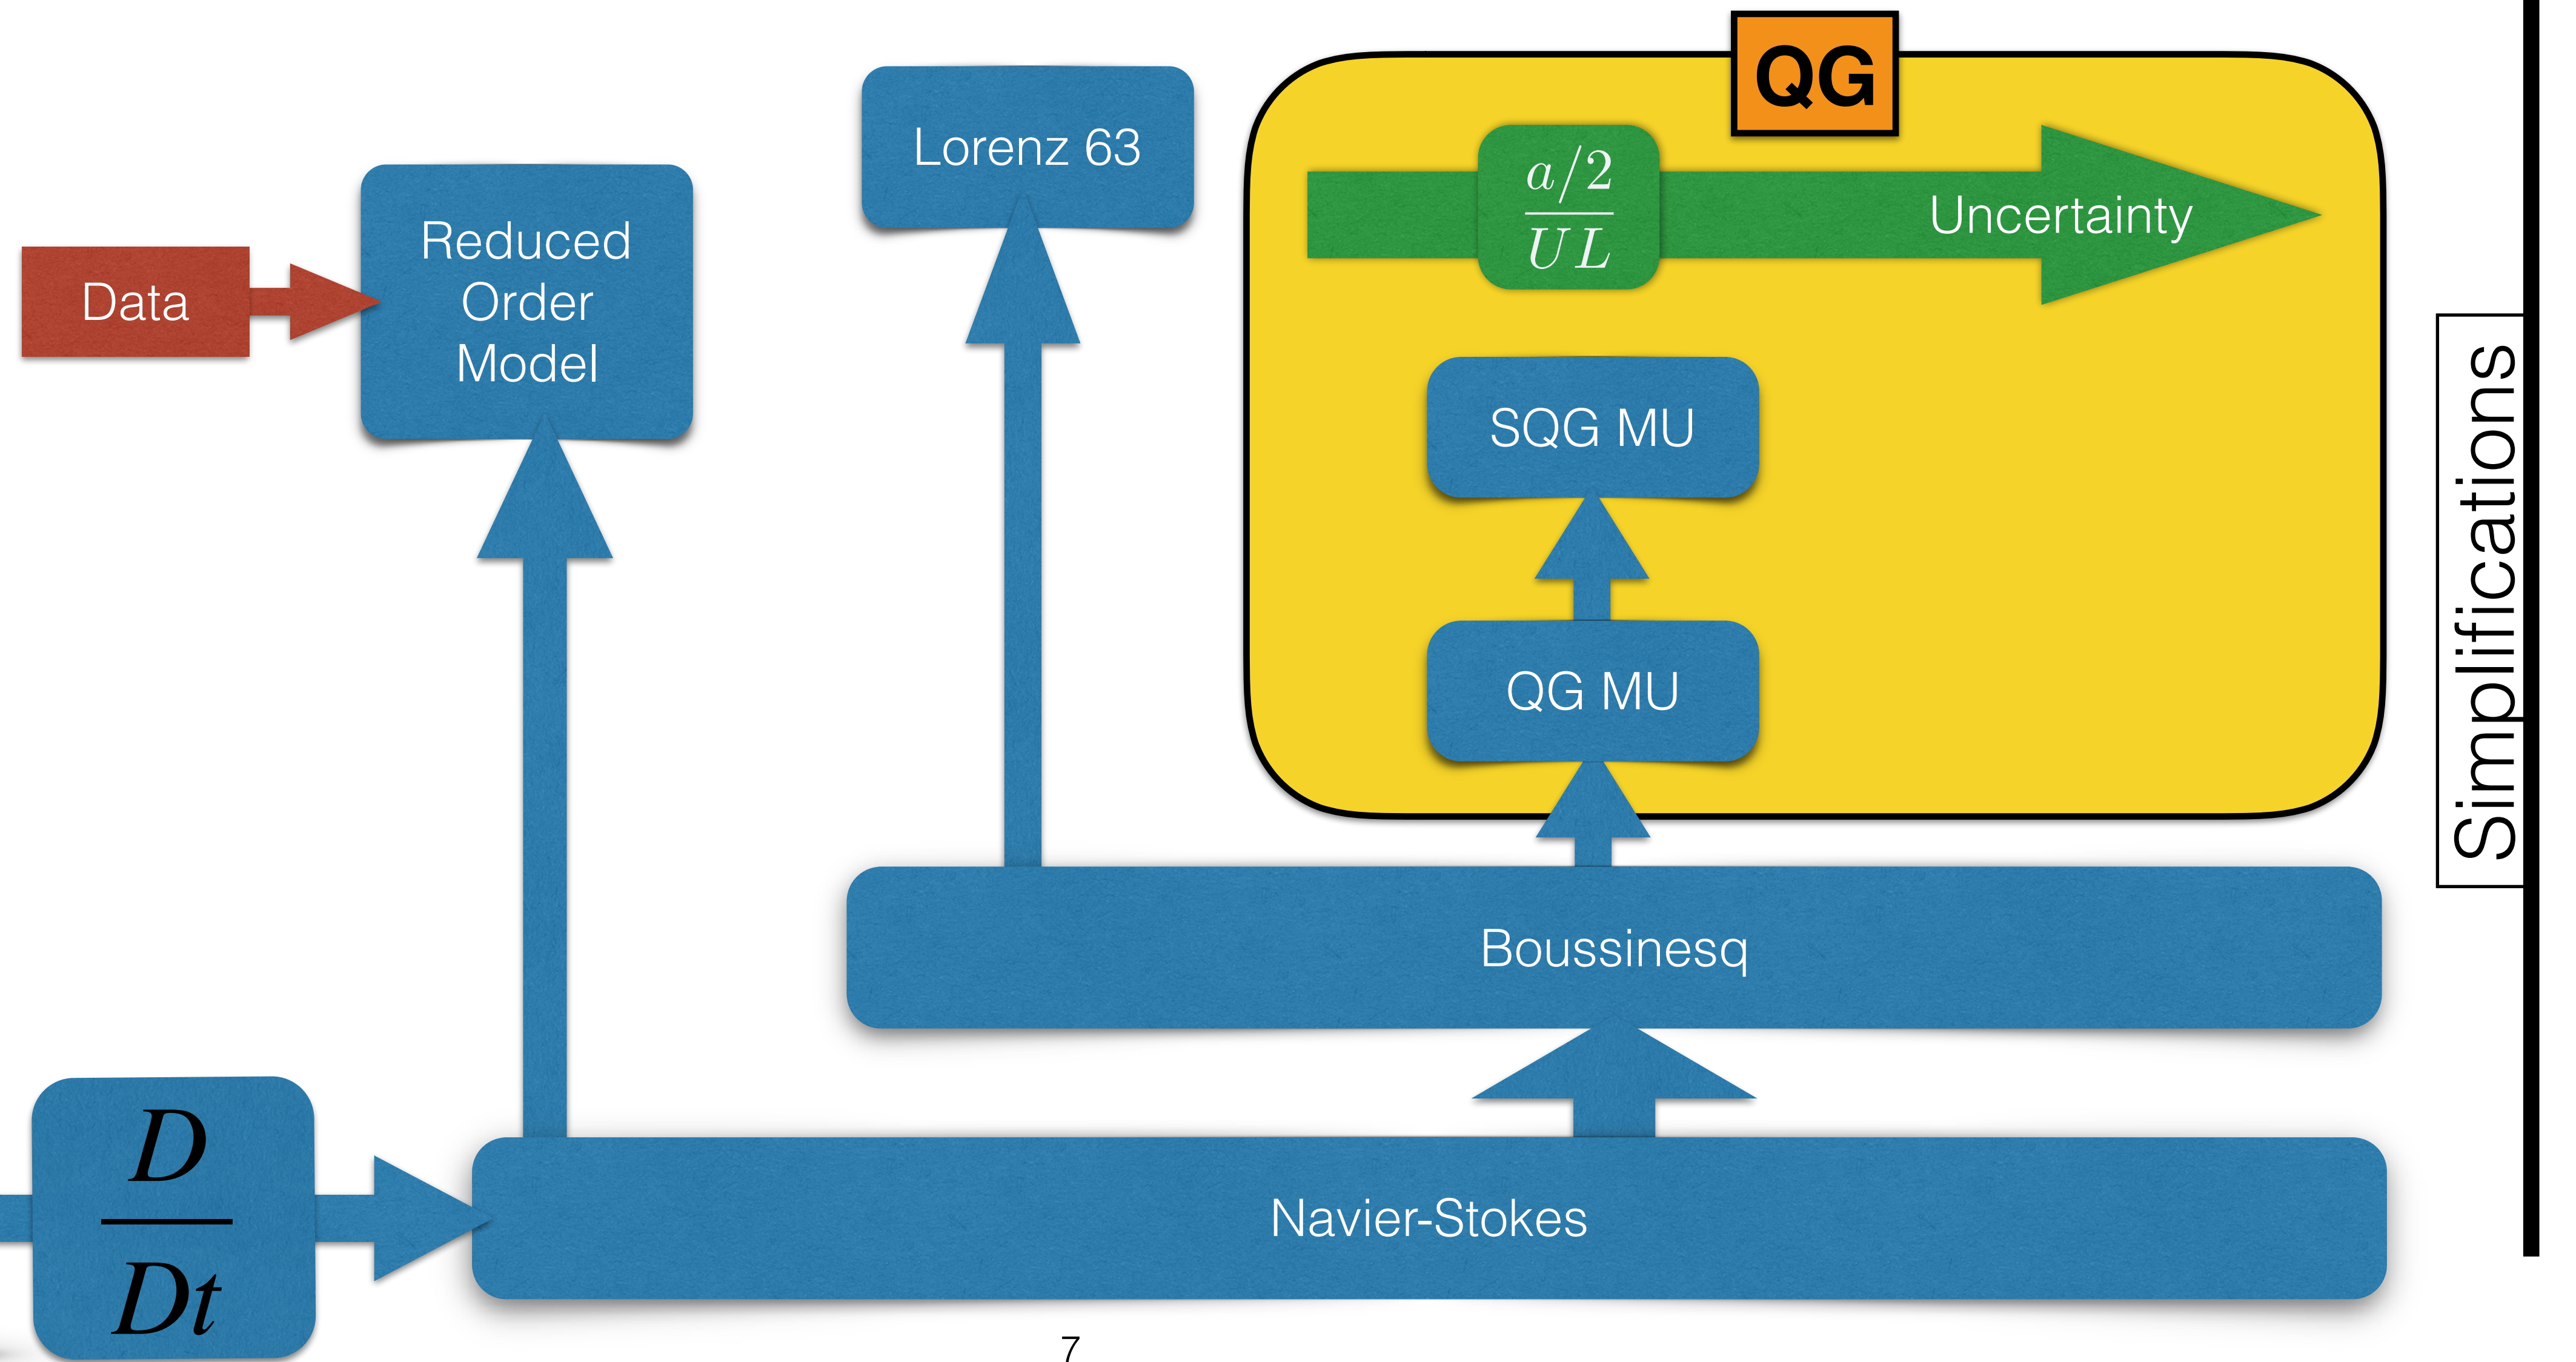 QG
Lorenz 63
a/2
UL
Uncertainty
Reduced
Order
Model
Data
SQG MU
QG MU
Simplifications
Boussinesq
D
Dt
Navier-Stokes
7